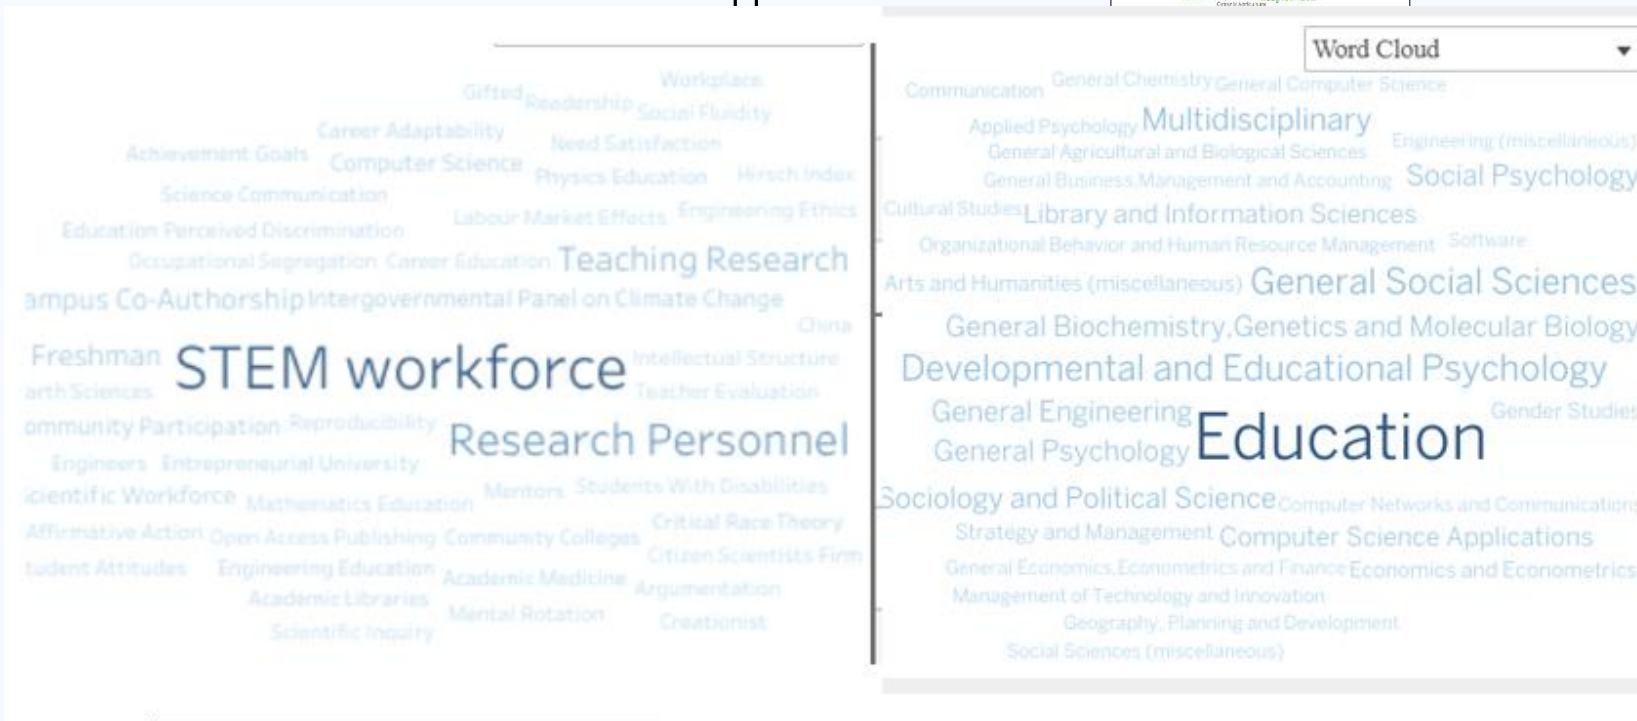 Workplace
Gifted Readership Social Fluidity
Career Adaptability Need Satisfaction
Achievement Goals Computer Science Physics Education Hirsch Index
Science Communication
Labour Market Effects Engineering Ethics
Education Perceived Discrimination
Occupational Segregation Career Education Teaching Research
ampus Co-Authorship Intergovernmental Panel on Climate Change
China
Freshman STEM workforce Intellectual Structure
arth Sciences Teacher Evaluation
ommunity Participation Reproducibility
Research Personnel
Engineers Entrepreneurial University
cientific Workforce Mathematics Education Mentors Students With Disabilities
Affirmative Action Open Access Publishing Community Colleges Critical Race Theory
Citizen Scientists Firm
tudent Attitudes Engineering Education Academic Medicine Argumentation
Academic Libraries
Mental Rotation Creationist
Scientific Inquiry
Word Cloud
Communication General Chemistry General Computer Science
Applied Psychology Multidisciplinary Engineering (miscellaneous)
General Agricultural and Biological Sciences
General Business,Management and Accounting Social Psychology
Cultural Studies Library and Information Sciences
Organizational Behavior and Human Resource Management Software
Arts and Humanities (miscellaneous) General Social Sciences
General Biochemistry,Genetics and Molecular Biology
Developmental and Educational Psychology
General Engineering Gender Studies
General Psychology Education
Sociology and Political Science Computer Networks and Communications
Strategy and Management Computer Science Applications
General Economics,Econometrics and Finance Economics and Econometrics
Management of Technology and Innovation
Geography, Planning and Development
Social Sciences (miscellaneous)